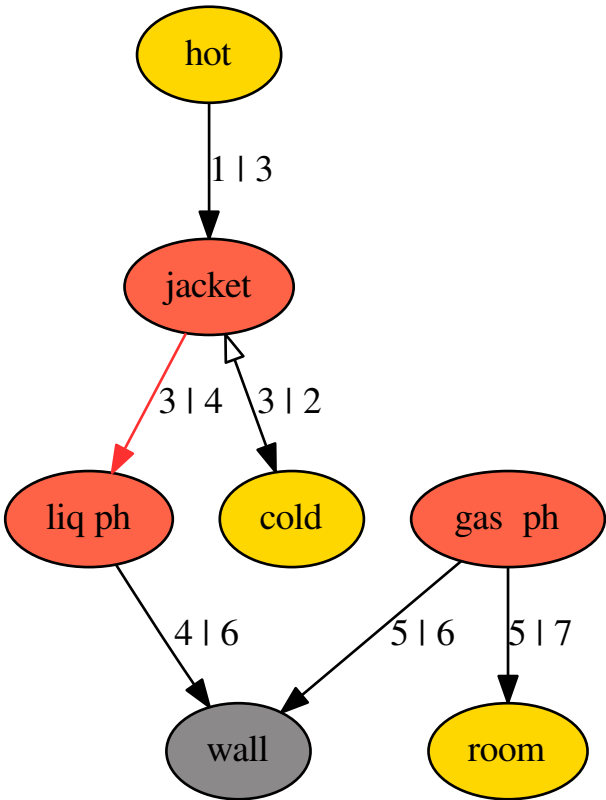 hot
1 | 3
jacket
3 | 4
3 | 2
liq ph
cold
gas  ph
4 | 6
5 | 6
5 | 7
wall
room